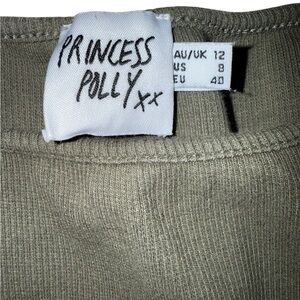 PRINCESS
POLLY xx
AU/UK 12
US 8
EU 40